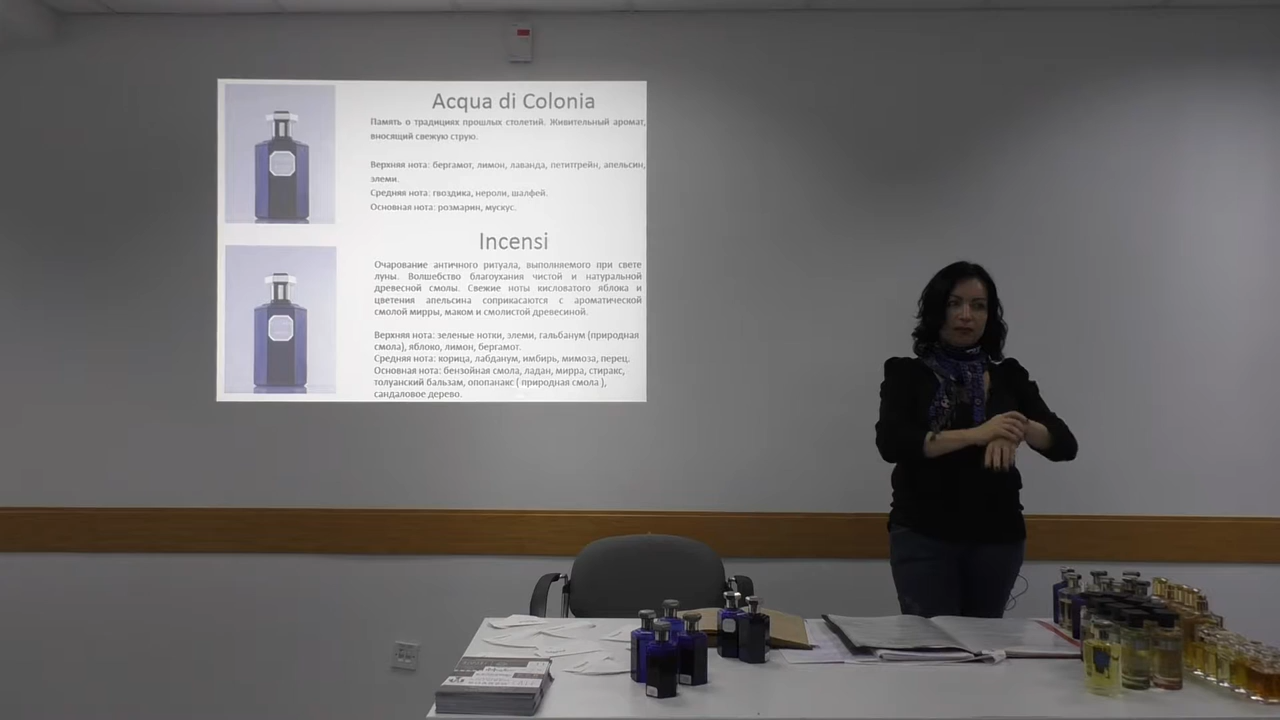 Acqua di Colonia
Память о традициях прошлых столетий. Живительный аромат,
вносящий свежую струю.
Верхняя нота: бергамот, лимон, лаванда, петитгрейн, апельсин,
элеми.
Средняя нота: гвоздика, нероли, шалфей.
Основная нота: розмарин, мускус.
Incensi
Очарование античного ритуала, выполняемого при свете
луны. Волшебство благоухания чистой и натуральной
древесной смолы. Свежие ноты кисловатого яблока и
цветения апельсина соприкасаются с ароматической
смолой мирры, маком и смолистой древесиной.
Верхняя нота: зеленые нотки, элеми, гальбанум (природная
смола), яблоко, лимон, бергамот.
Средняя нота: корица, лабданум, имбирь, мимоза, перец.
Основная нота: бензойная смола, ладан, мирра, стиракс,
толуанский бальзам, опопанакс ( природная смола ),
сандаловое дерево.